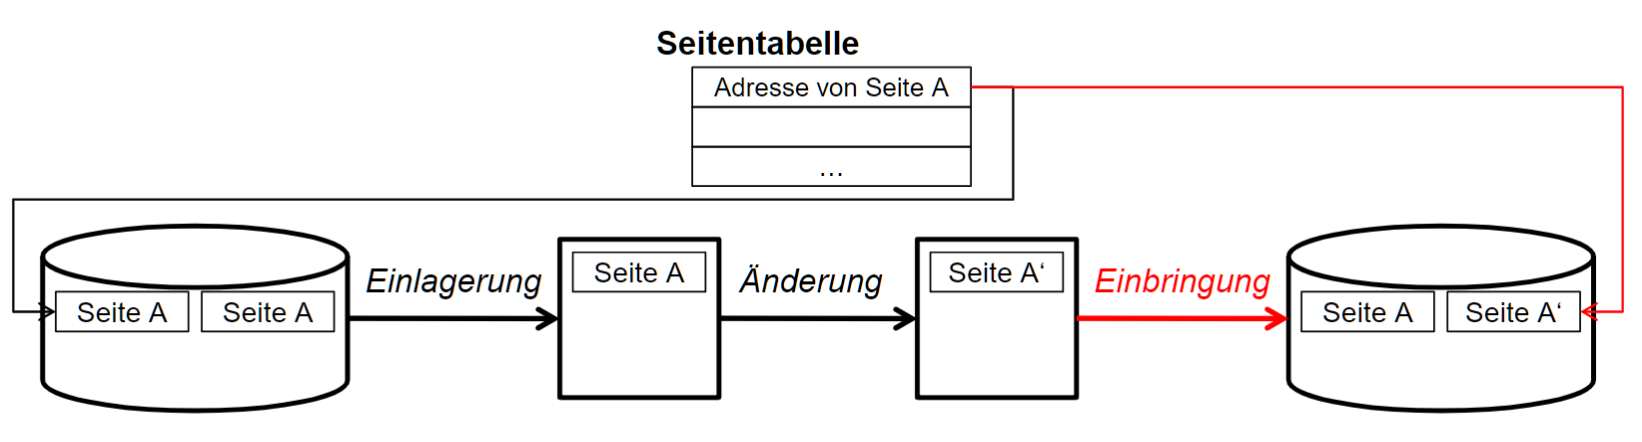 Seitentabelle
Adresse von Seite A
...
Seite A
Seite A
Einlagerung
Seite A
Änderung
Seite A‘
Einbringung
Seite A
Seite A‘